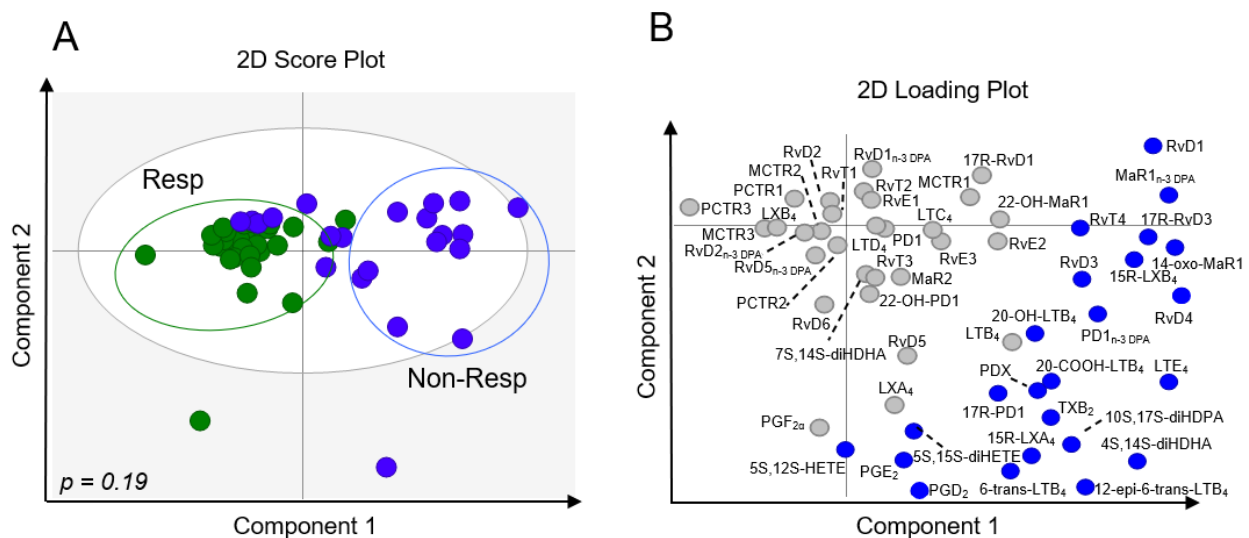 A
2D Score Plot
Component 2
Resp
Non-Resp
p = 0.19
Component 1
B
2D Loading Plot
Component 2
RvD1
RvD2
RvD1n-3 DPA
MCTR2
RvT1
17R-RvD1
MaR1n-3 DPA
PCTR1
RvT2
MCTR1
RvE1
22-OH-MaR1
PCTR3
LXB4
LTC4
RvT4
17R-RvD3
MCTR3
LTD4
PD1
RvE2
RvD2n-3 DPA
RvE3
14-oxo-MaR1
RvD5n-3 DPA
RvT3
RvD3
15R-LXB4
MaR2
PCTR2
22-OH-PD1
RvD4
RvD6
20-OH-LTB4
LTB4
PD1n-3 DPA
7S,14S-diHDHA
RvD5
PDX
20-COOH-LTB4
LTE4
LXA4
17R-PD1
TXB2
10S,17S-diHDPA
PGF2α
15R-LXA4
4S,14S-diHDHA
5S,15S-diHETE
5S,12S-HETE
PGE2
PGD2
6-trans-LTB4
12-epi-6-trans-LTB4
Component 1